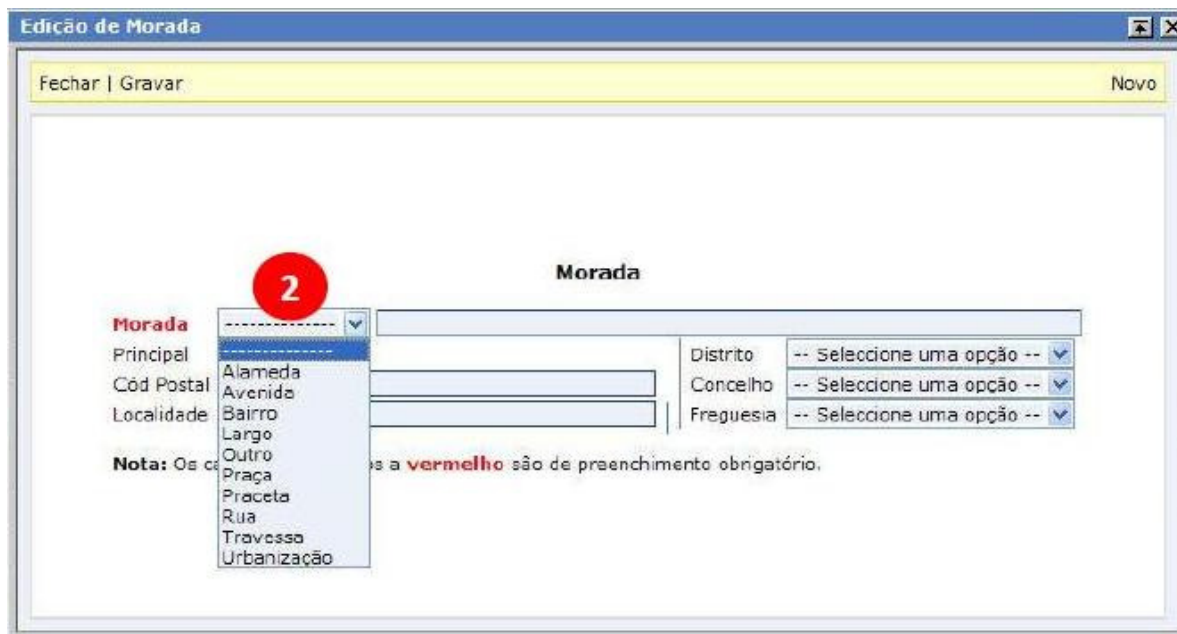 Edição de Morada
Fechar | Gravar Novo
Morada
2
Morada -------------- 
Principal -------------- Distrito -- Seleccione uma opção --
Alameda
Cód Postal Concelho -- Seleccione uma opção --
Avenida
Localidade Bairro Freguesia -- Seleccione uma opção --
Largo
Outro
Nota: Os ca s a vermelho são de preenchimento obrigatório.
Praça
Praceta
Rua
Travessa
Urbanização